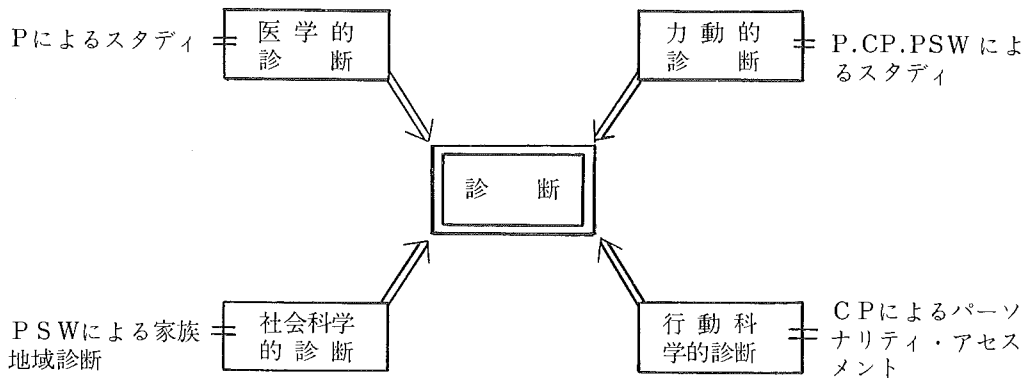 Pによるスタディ
医学的
診断
力動的
診断
P.CP.PSWによ
るスタディ
診断
PSWによる家族
地域診断
社会科学
的診断
行動科
学的診断
CPによるパーソ
ナリティ・アセス
メント